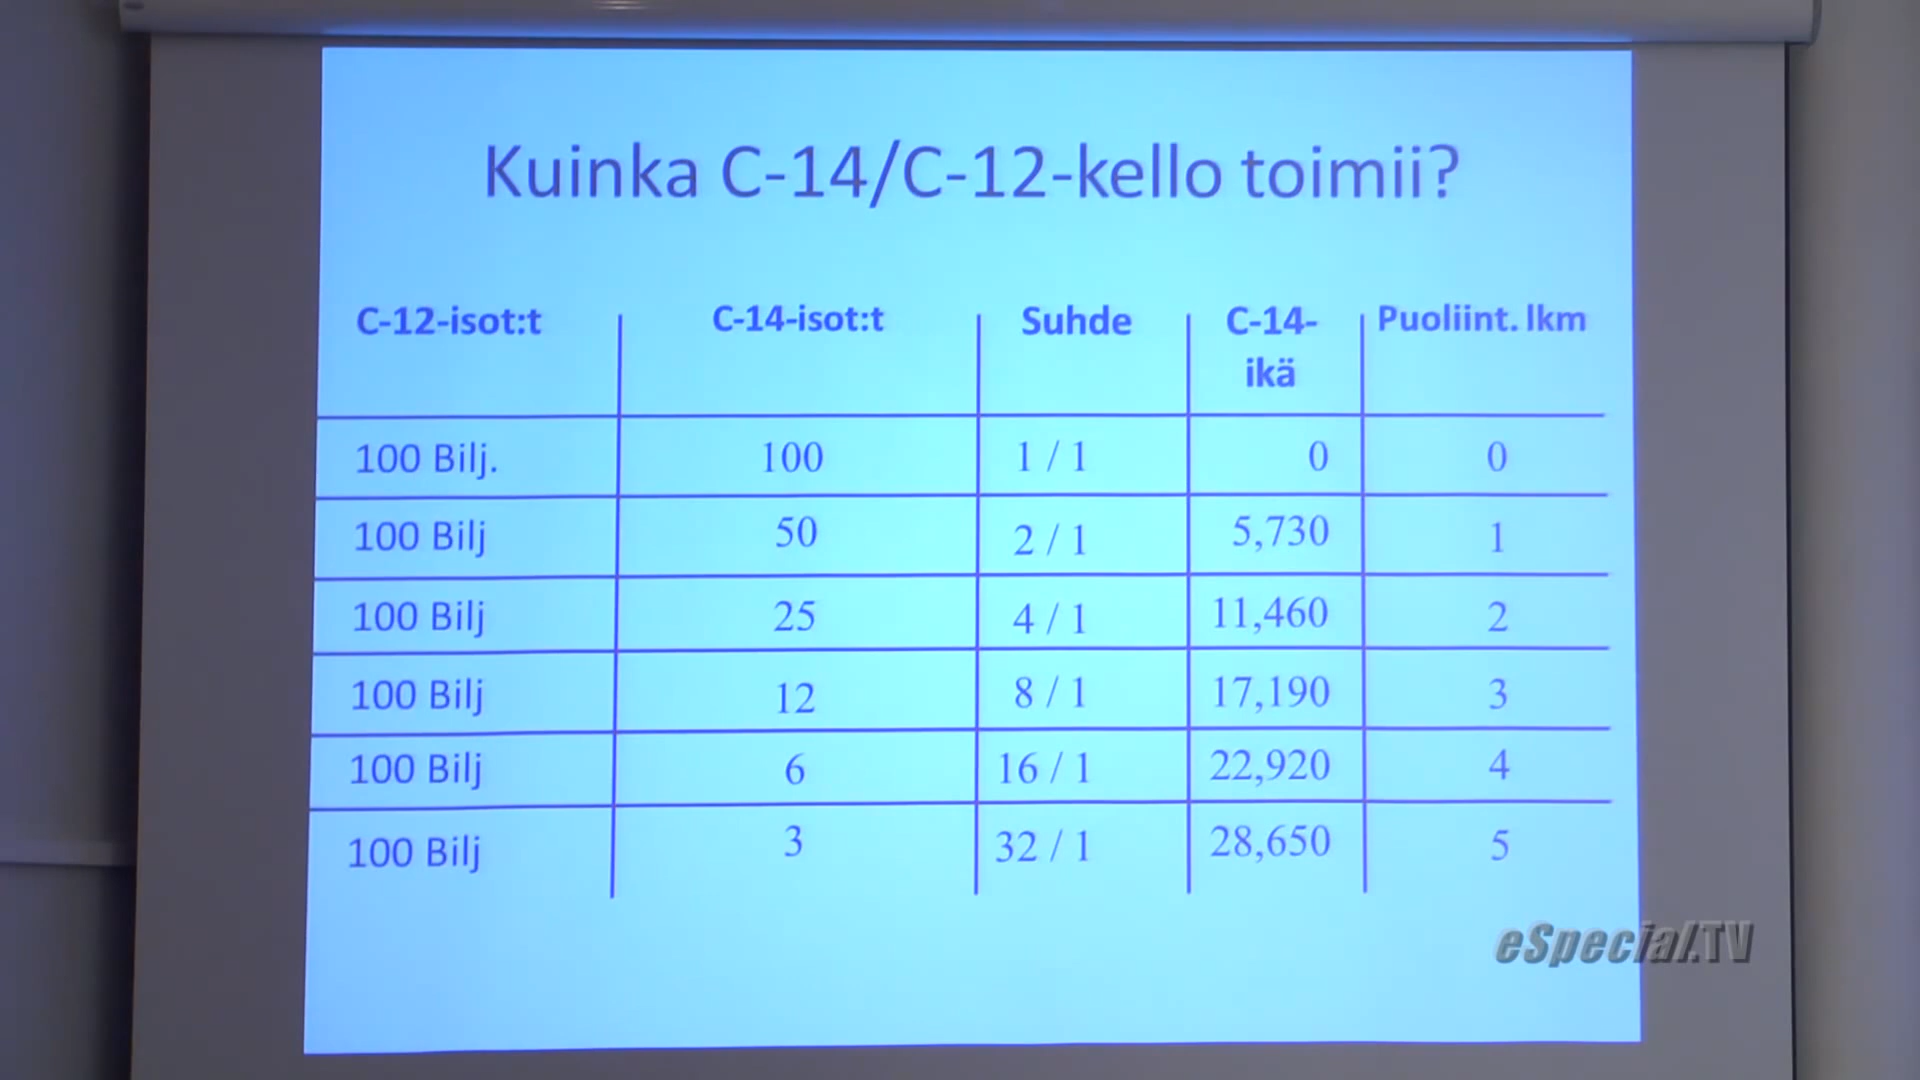 Kuinka C-14/C-12-kello toimii?
C-12-isot:t C-14-isot:t Suhde C-14-ikä Puoliint. lkm
100 Bilj. 100 1 / 1 0 0
100 Bilj 50 2 / 1 5,730 1
100 Bilj 25 4 / 1 11,460 2
100 Bilj 12 8 / 1 17,190 3
100 Bilj 6 16 / 1 22,920 4
100 Bilj 3 32 / 1 28,650 5
eSpecial.TV